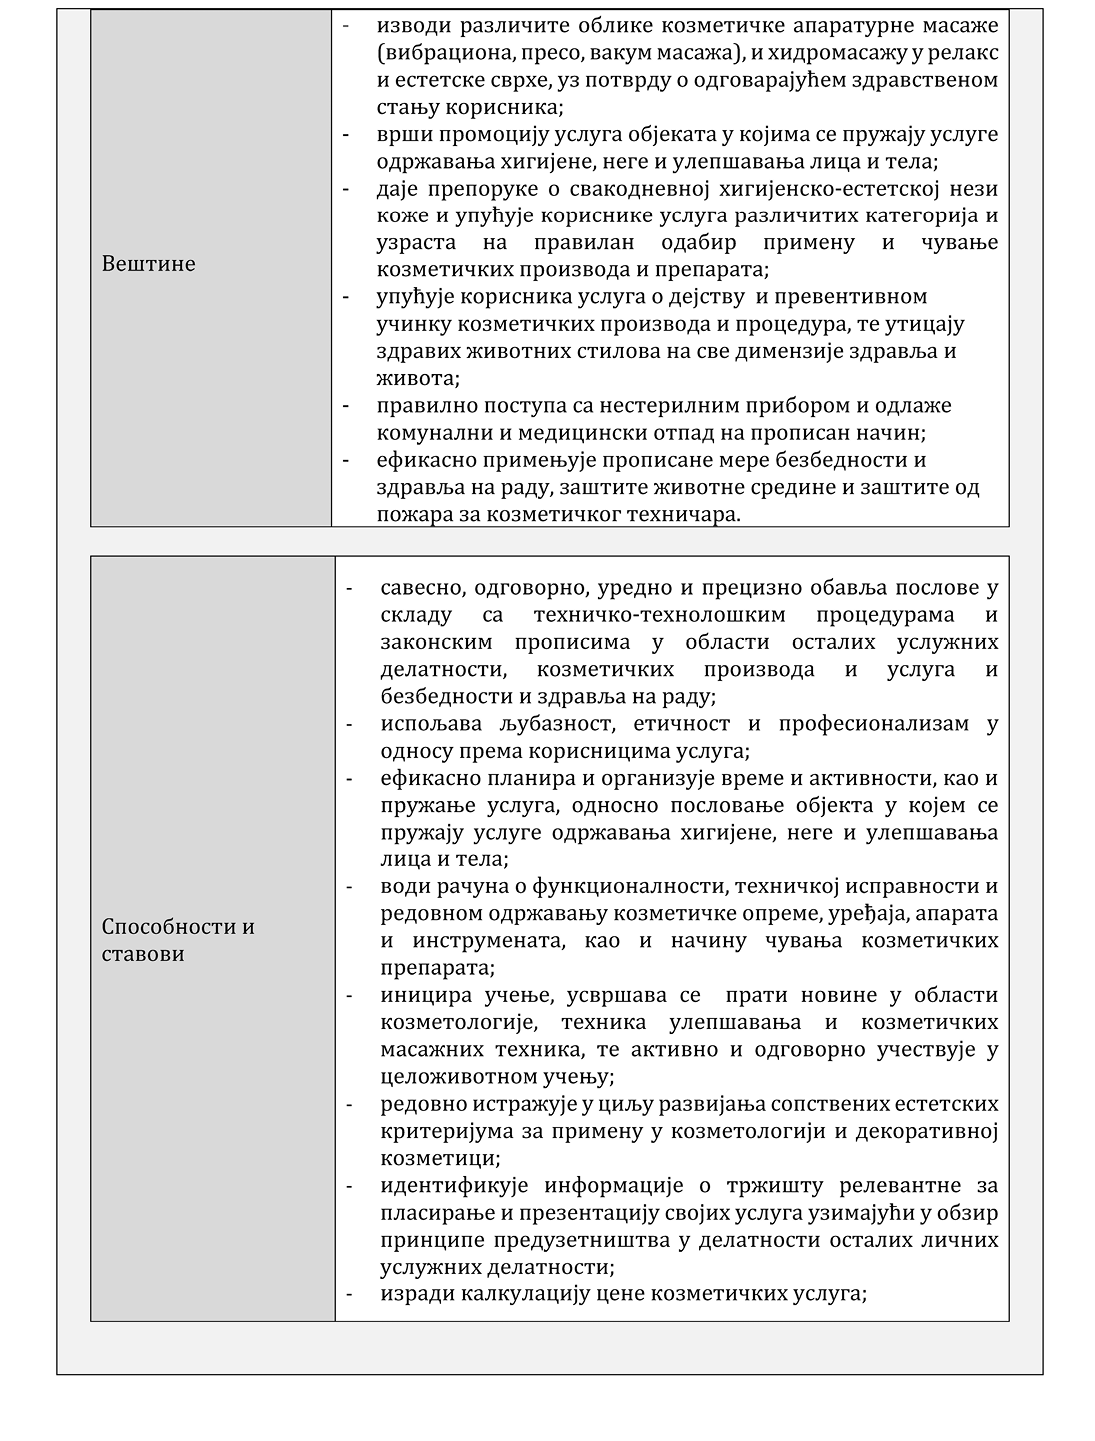 Вештине
- изводи различите облике козметичке апаратурне масаже
(вибрациона, пресо, вакум масажа), и хидромасажу у релакс
и естетске сврхе, уз потврду о одговарајућем здравственом
стању корисника;
- врши промоцију услуга објеката у којима се пружају услуге
одржавања хигијене, неге и улепшавања лица и тела;
- даје препоруке о свакодневној хигијенско-естетској нези
коже и упућује кориснике услуга различитих категорија и
узраста на правилан одабир примену и чување
козметичких производа и препарата;
- упућује корисника услуга о дејству и превентивном
учинку козметичких производа и процедура, те утицају
здравих животних стилова на све димензије здравља и
живота;
- правилно поступа са нестерилним прибором и одлаже
комунални и медицински отпад на прописан начин;
- ефикасно примењује прописане мере безбедности и
здравља на раду, заштите животне средине и заштите од
пожара за козметичког техничара.
Способности и
ставови
- савесно, одговорно, уредно и прецизно обавља послове у
складу са техничко-технолошким процедурама и
законским прописима у области осталих услужних
делатности, козметичких производа и услуга и
безбедности и здравља на раду;
- испољава љубазност, етичност и професионализам у
односу према корисницима услуга;
- ефикасно планира и организује време и активности, као и
пружање услуга, односно пословање објекта у којем се
пружају услуге одржавања хигијене, неге и улепшавања
лица и тела;
- води рачуна о функционалности, техничкој исправности и
редовном одржавању козметичке опреме, уређаја, апарата
и инструмената, као и начину чувања козметичких
препарата;
- иницира учење, усвршава се прати новине у области
козметологије, техника улепшавања и козметичких
масажних техника, те активно и одговорно учествује у
целоживотном учењу;
- редовно истражује у циљу развијања сопствених естетских
критеријума за примену у козметологији и декоративној
козметици;
- идентификује информације о тржишту релевантне за
пласирање и презентацију својих услуга узимајући у обзир
принципе предузетништва у делатности осталих личних
услужних делатности;
- изради калкулацију цене козметичких услуга;